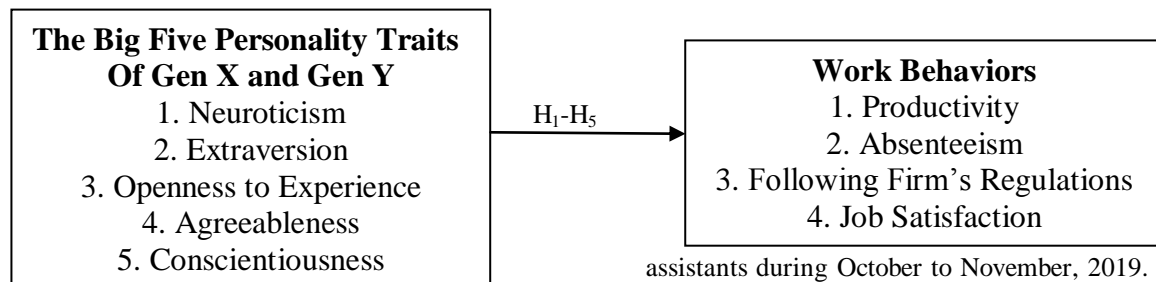 The Big Five Personality Traits
Of Gen X and Gen Y
1. Neuroticism
2. Extraversion
3. Openness to Experience
4. Agreeableness
5. Conscientiousness
H₁-H₅
Work Behaviors
1. Productivity
2. Absenteeism
3. Following Firm's Regulations
4. Job Satisfaction
assistants during October to November, 2019.